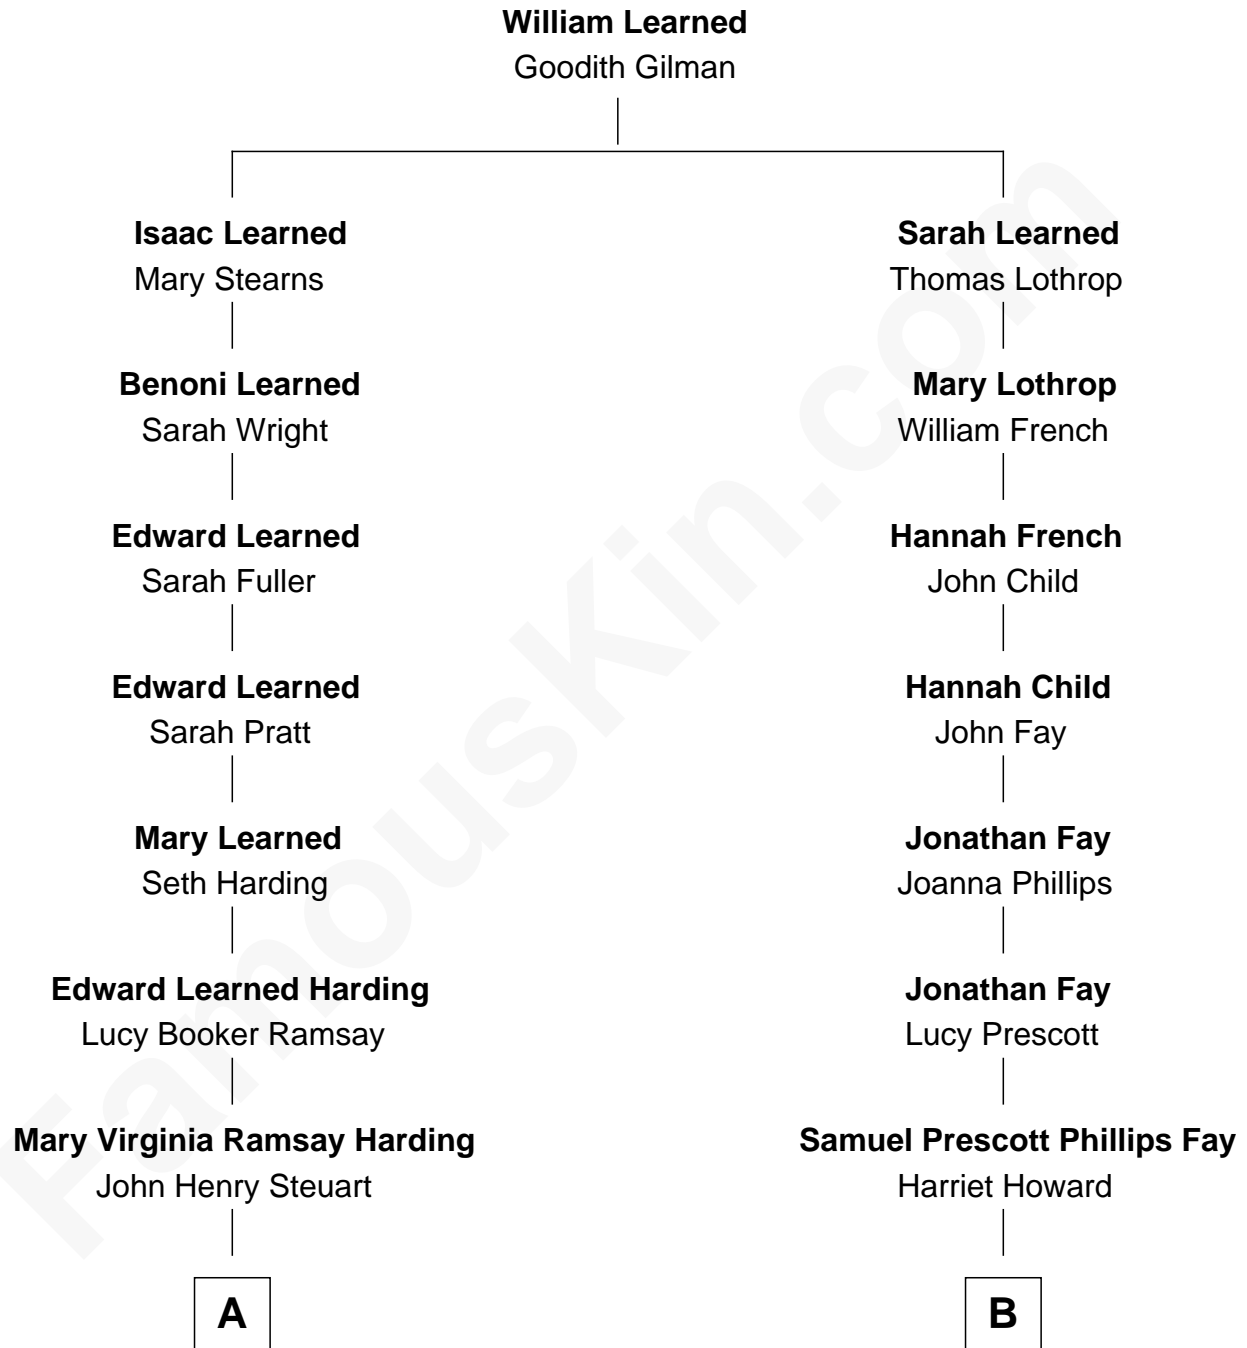 William Learned
Goodith Gilman
Isaac Learned
Mary Stearns
Benoni Learned
Sarah Wright
Edward Learned
Sarah Fuller
Edward Learned
Sarah Pratt
Mary Learned
Seth Harding
Edward Learned Harding
Lucy Booker Ramsay
Mary Virginia Ramsay Harding
John Henry Steuart
A
Sarah Learned
Thomas Lothrop
Mary Lothrop
William French
Hannah French
John Child
Hannah Child
John Fay
Jonathan Fay
Joanna Phillips
Jonathan Fay
Lucy Prescott
Samuel Prescott Phillips Fay
Harriet Howard
B
FamousKin.com